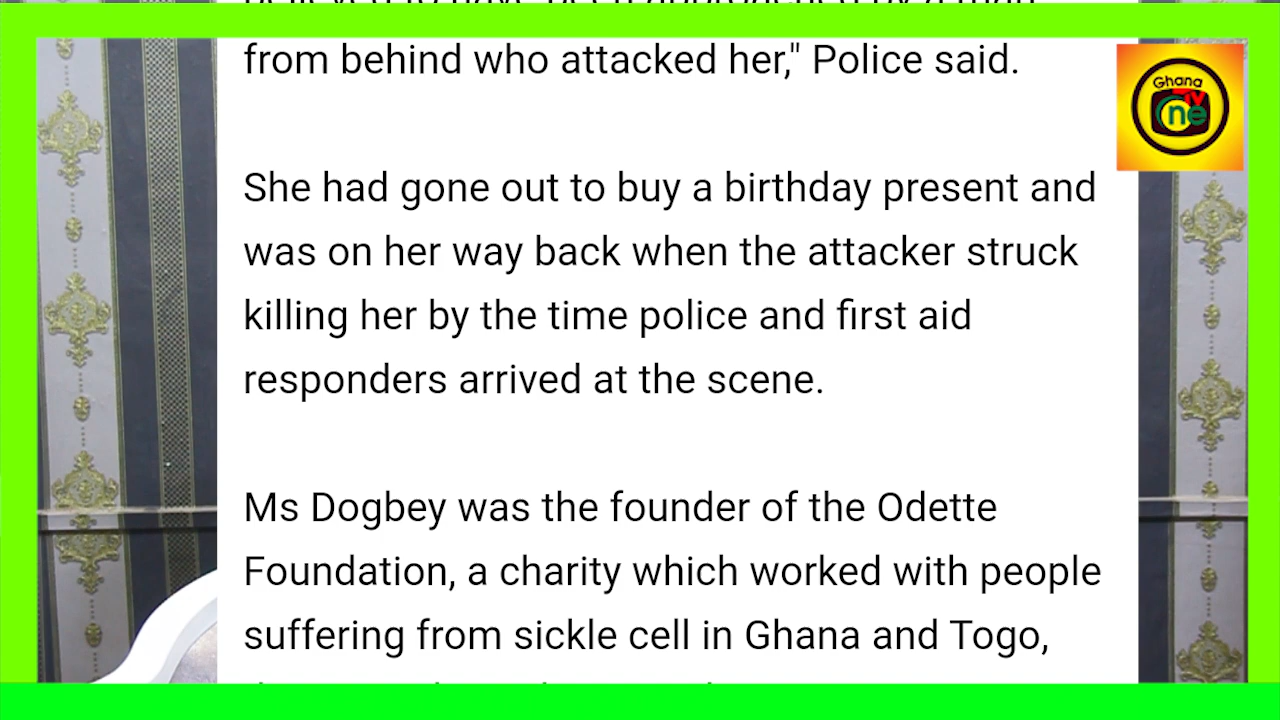 from behind who attacked her," Police said.
She had gone out to buy a birthday present and
was on her way back when the attacker struck
killing her by the time police and first aid
responders arrived at the scene.
Ms Dogbey was the founder of the Odette
Foundation, a charity which worked with people
suffering from sickle cell in Ghana and Togo,
Ghana
TV
One